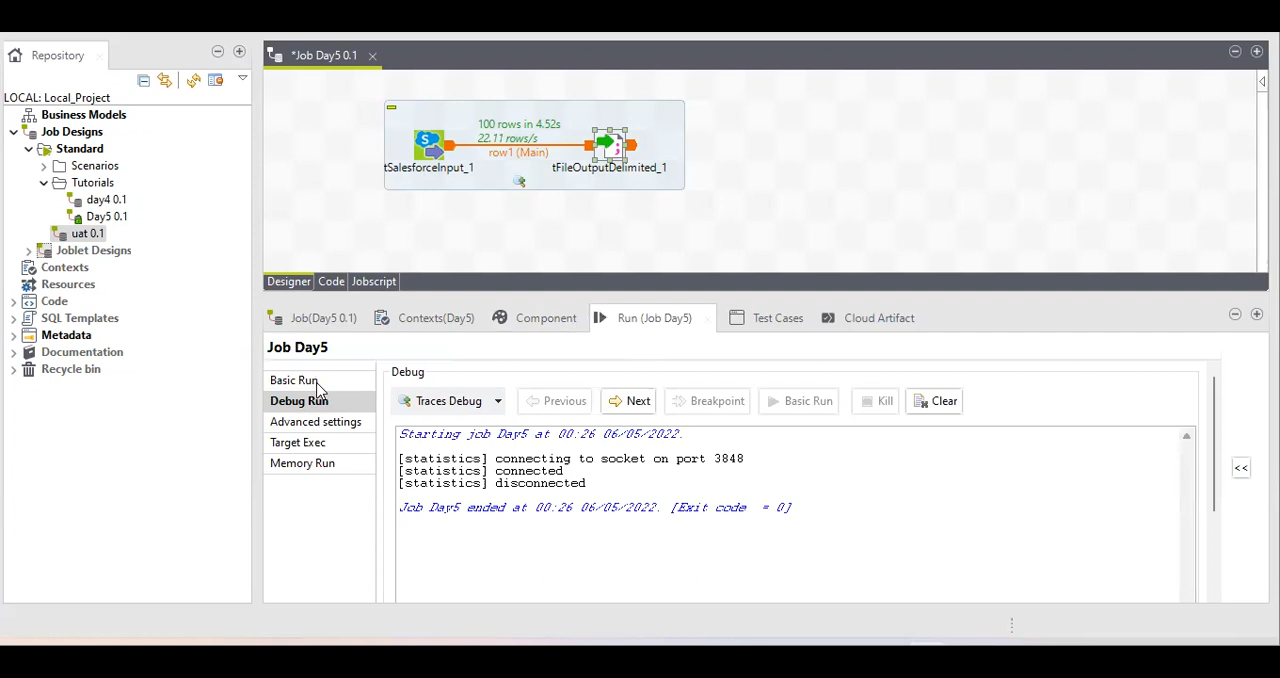 Repository
*Job Day5 0.1
LOCAL: Local_Project
Business Models
Job Designs
Standard
Scenarios
Tutorials
day4 0.1
Day5 0.1
uat 0.1
Joblet Designs
Contexts
Resources
Code
SQL Templates
Metadata
Documentation
Recycle bin
100 rows in 4.52s
22.11 rows/s
row1 (Main)
tSalesforceInput_1
tFileOutputDelimited_1
Designer Code Jobscript
Job(Day5 0.1) Contexts(Day5) Component Run (Job Day5) Test Cases Cloud Artifact
Job Day5
Basic Run
Debug Run
Advanced settings
Target Exec
Memory Run
Debug
Traces Debug Previous Next Breakpoint Basic Run Kill Clear
Starting job Day5 at 00:26 06/05/2022.
[statistics] connecting to socket on port 3848
[statistics] connected
[statistics] disconnected
Job Day5 ended at 00:26 06/05/2022. [Exit code  = 0]
<<